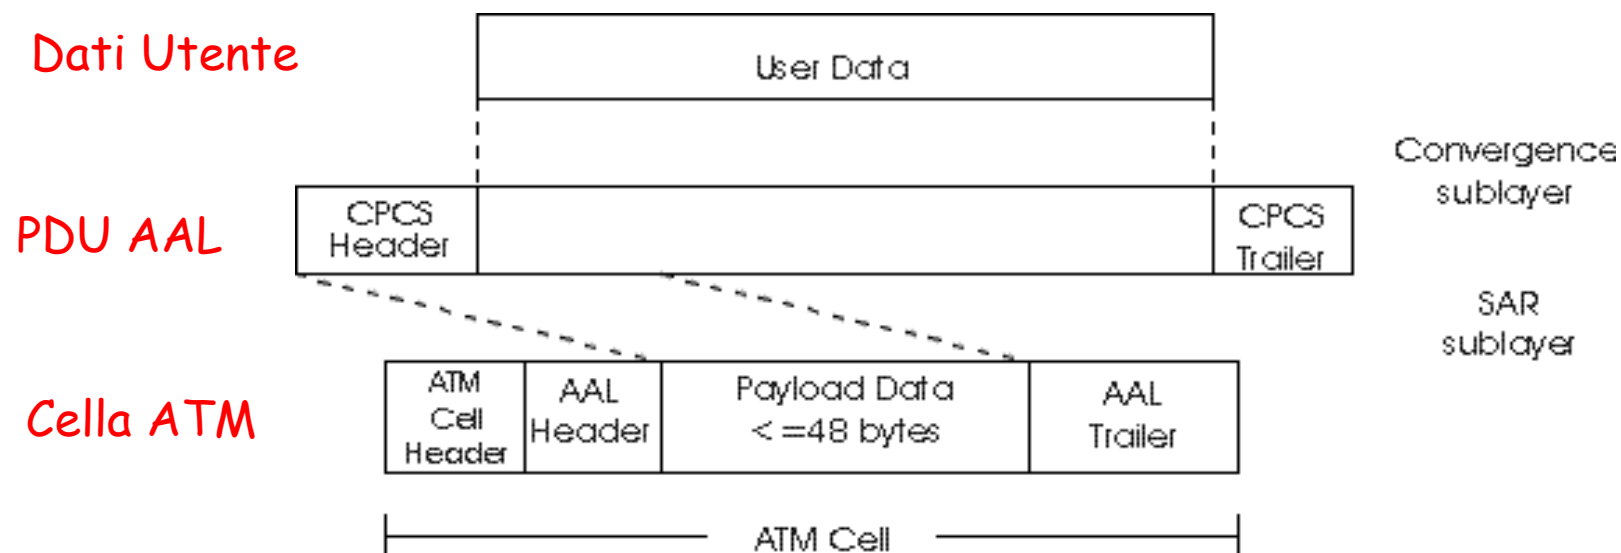 Dati Utente
User Data
Convergence
sublayer
PDU AAL
CPCS
Header
CPCS
Trailer
SAR
sublayer
Cella ATM
ATM
Cell
Header
AAL
Header
Payload Data
< =48 bytes
AAL
Trailer
ATM Cell